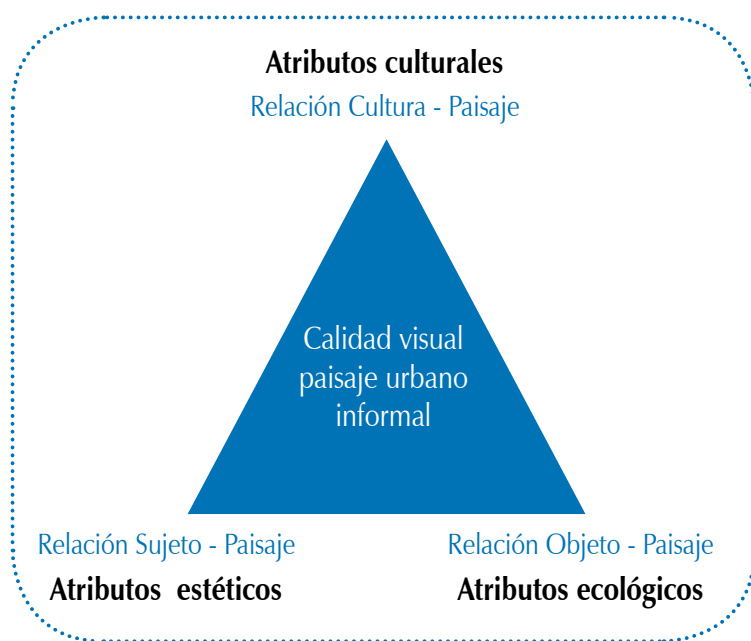 Atributos culturales
Relación Cultura - Paisaje
Calidad visual
paisaje urbano
informal
Relación Sujeto - Paisaje
Atributos estéticos
Relación Objeto - Paisaje
Atributos ecológicos